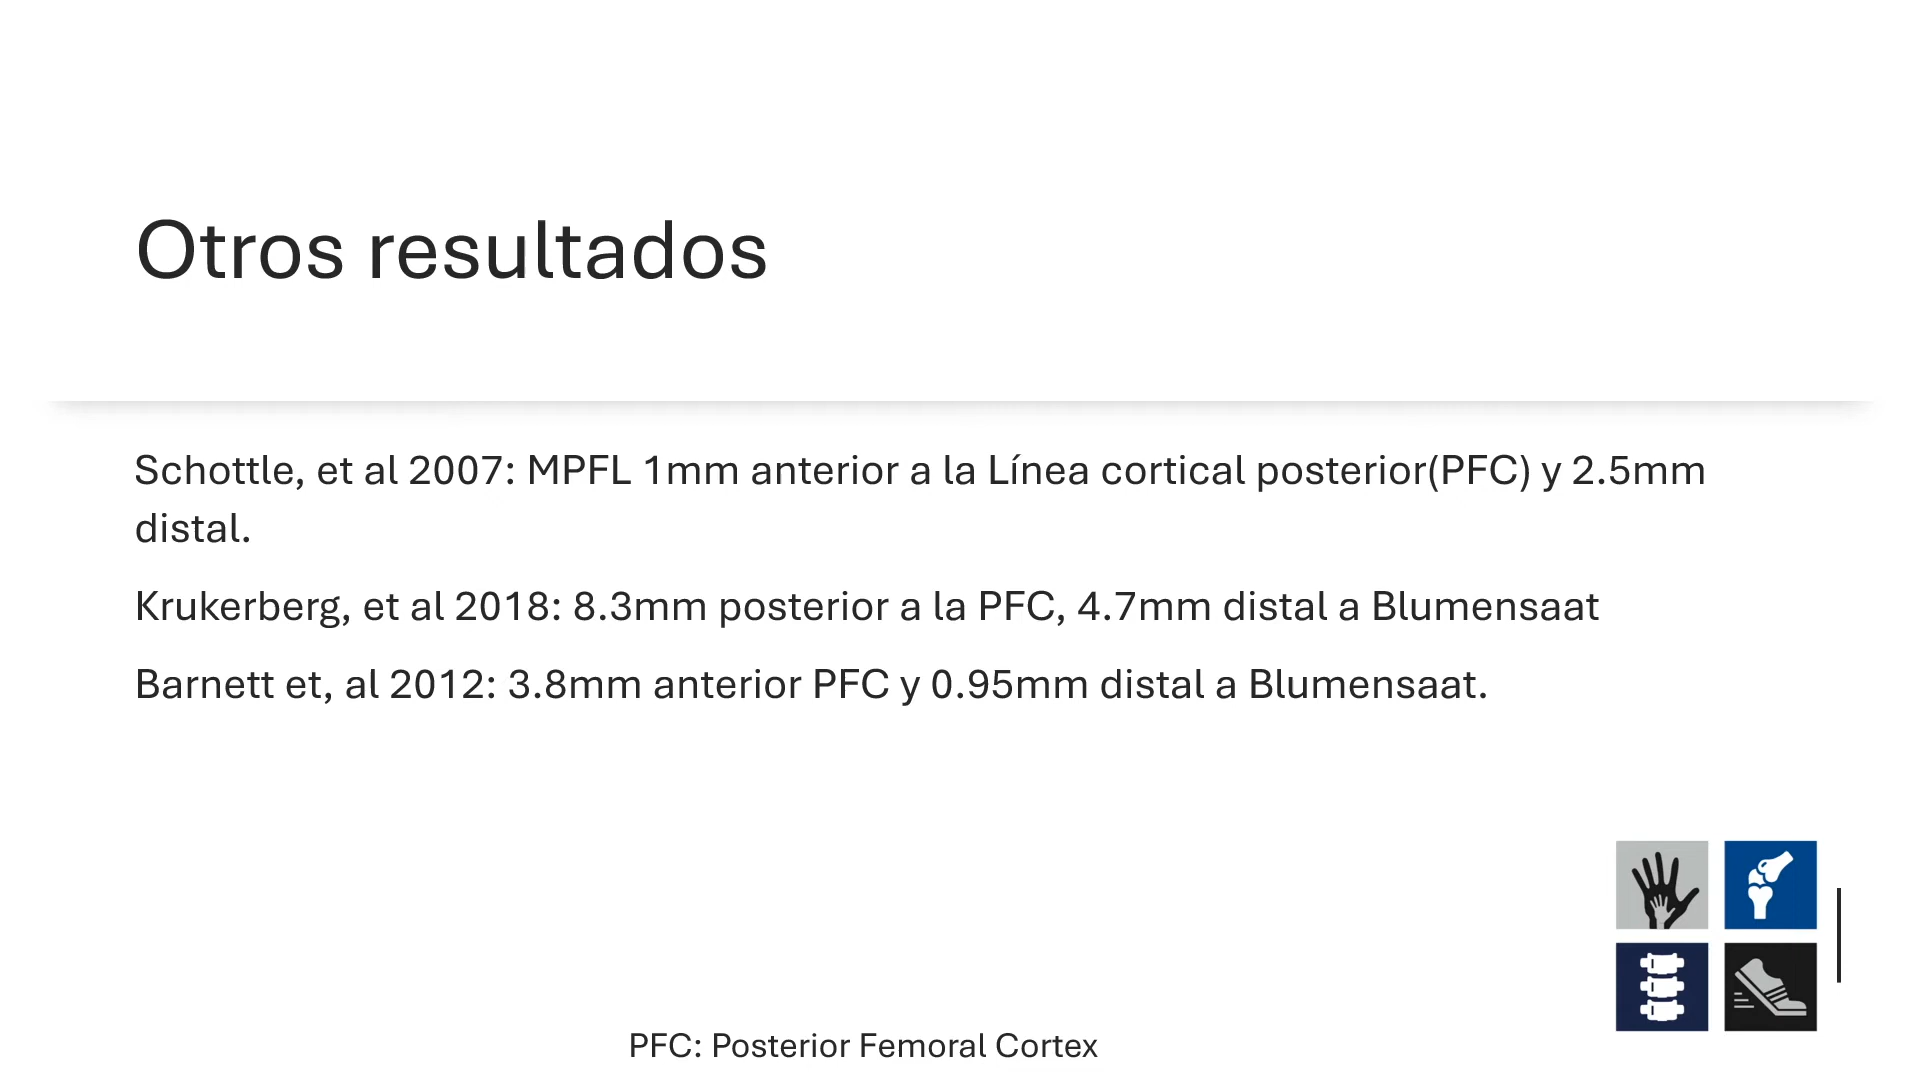 Otros resultados
Schottle, et al 2007: MPFL 1mm anterior a la Línea cortical posterior(PFC) y 2.5mm
distal.
Krukerberg, et al 2018: 8.3mm posterior a la PFC, 4.7mm distal a Blumensaat
Barnett et, al 2012: 3.8mm anterior PFC y 0.95mm distal a Blumensaat.
PFC: Posterior Femoral Cortex